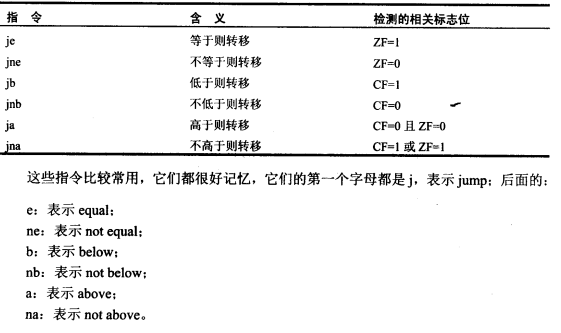 指 令 含 义 检测的相关标志位
je 等于则转移 ZF=1
jne 不等于则转移 ZF=0
jb 低于则转移 CF=1
jnb 不低于则转移 CF=0
ja 高于则转移 CF=0 且 ZF=0
jna 不高于则转移 CF=1 或 ZF=1
这些指令比较常用，它们都很好记忆，它们的第一个字母都是 j，表示 jump；后面的：
e：表示 equal；
ne：表示 not equal；
b：表示 below；
nb：表示 not below；
a：表示 above；
na：表示 not above。